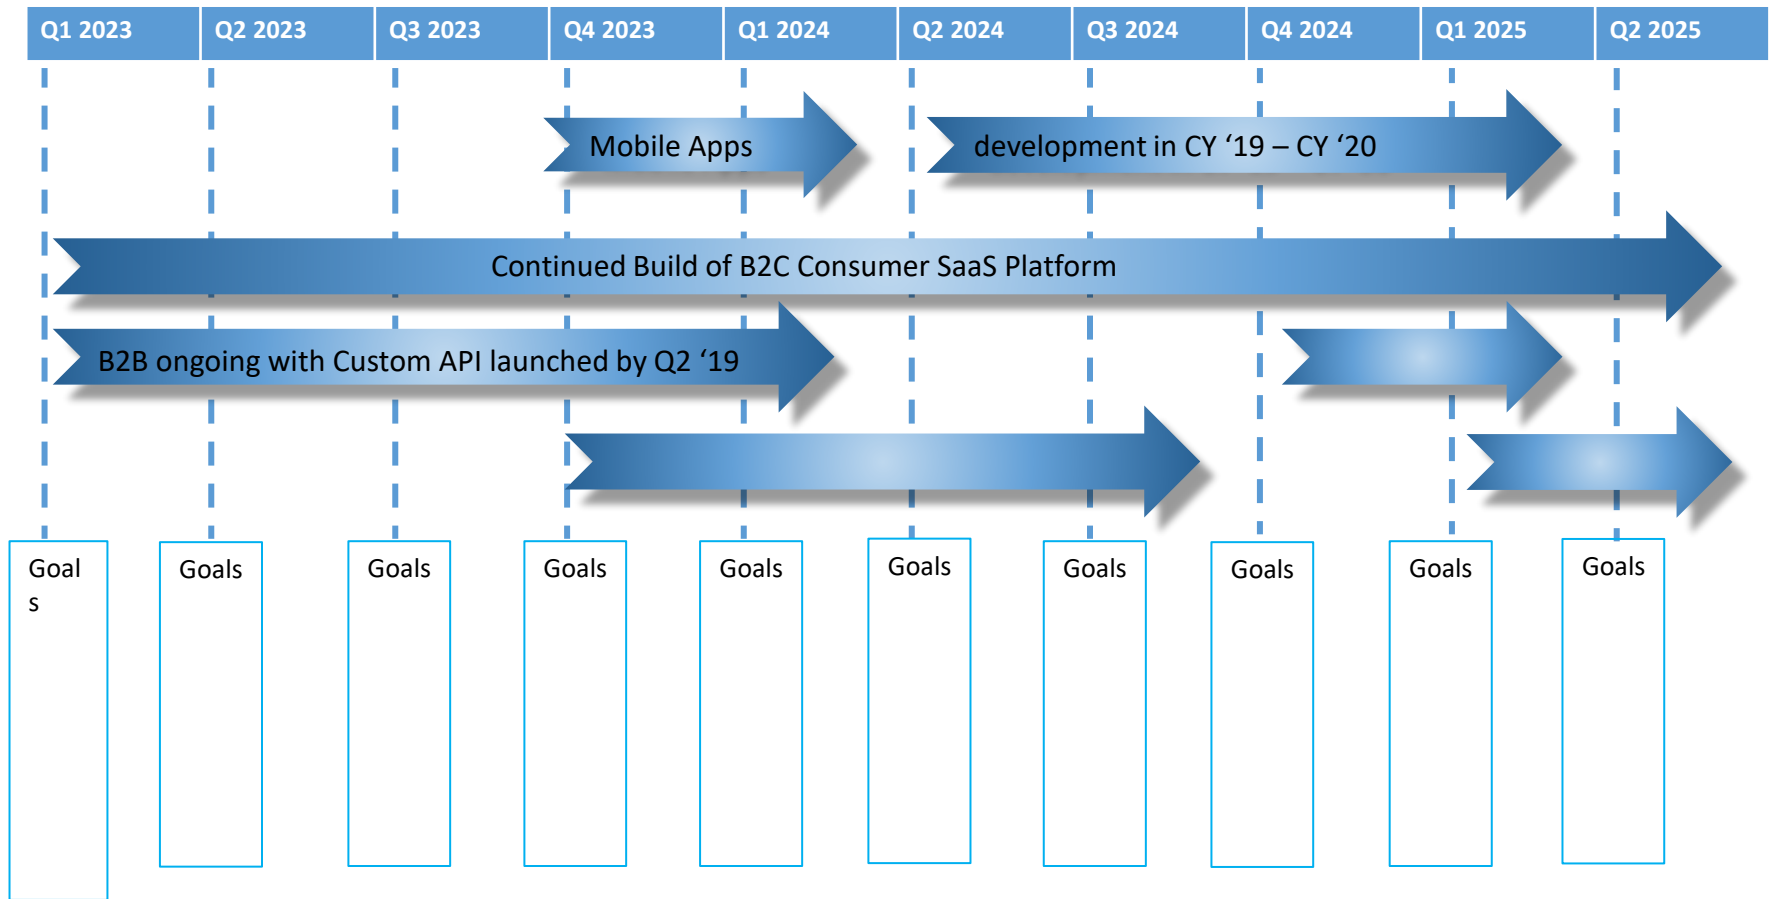 Q1 2023 Q2 2023 Q3 2023 Q4 2023 Q1 2024 Q2 2024 Q3 2024 Q4 2024 Q1 2025 Q2 2025
Mobile Apps
development in CY ‘19 – CY ‘20
Continued Build of B2C Consumer SaaS Platform
B2B ongoing with Custom API launched by Q2 ‘19
Goal
s
Goals
Goals
Goals
Goals
Goals
Goals
Goals
Goals
Goals